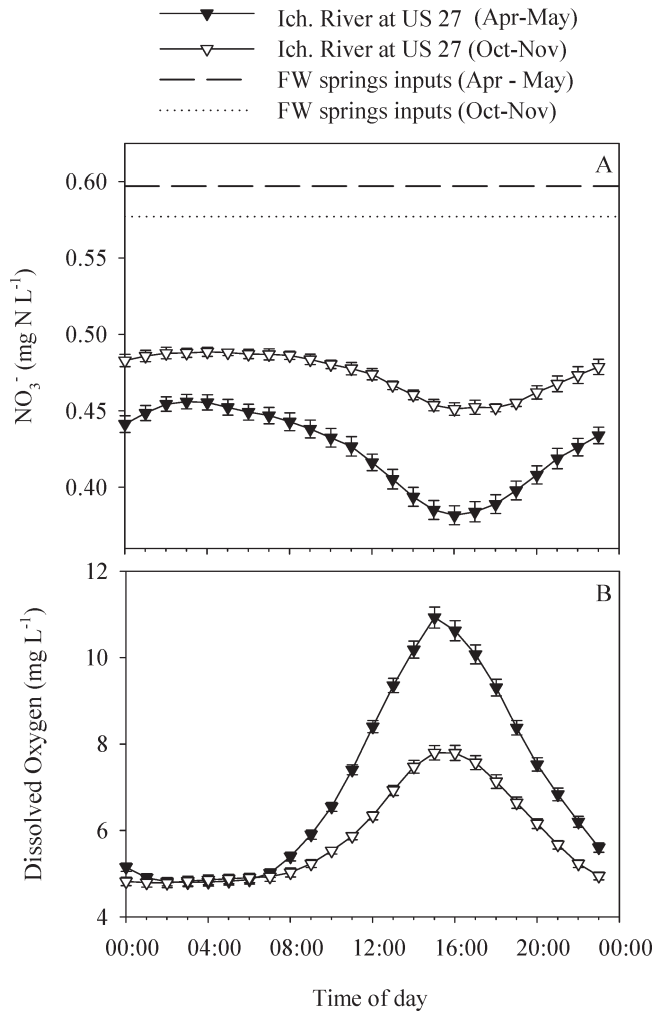 Ich. River at US 27 (Apr-May)
Ich. River at US 27 (Oct-Nov)
FW springs inputs (Apr - May)
FW springs inputs (Oct-Nov)
A
0.60
0.55
0.50
0.45
0.40
NO₃⁻ (mg N L⁻¹)
B
12
10
8
6
4
Dissolved Oxygen (mg L⁻¹)
00:00 04:00 08:00 12:00 16:00 20:00 00:00
Time of day